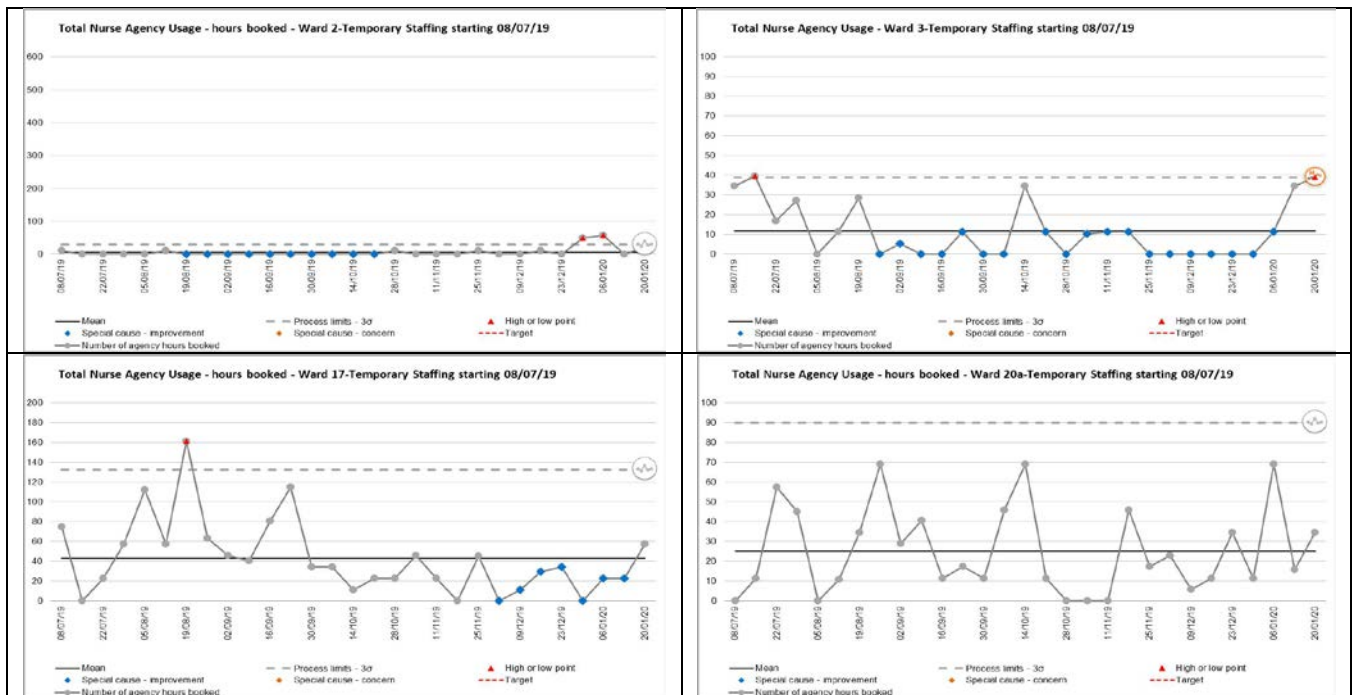 Total Nurse Agency Usage - hours booked - Ward 2-Temporary Staffing starting 08/07/19
600
500
400
300
200
100
0
08/07/19 22/07/19 05/08/19 19/08/19 02/09/19 16/09/19 30/09/19 14/10/19 28/10/19 11/11/19 25/11/19 09/12/19 23/12/19 06/01/20 20/01/20
Mean Process limits - 3σ High or low point
Special cause - improvement Special cause - concern Target
Number of agency hours booked
Total Nurse Agency Usage - Ward 3-Temporary Staffing starting 08/07/19
100
90
80
70
60
50
40
30
20
10
0
08/07/19 22/07/19 05/08/19 19/08/19 02/09/19 16/09/19 30/09/19 14/10/19 28/10/19 11/11/19 25/11/19 09/12/19 23/12/19 06/01/20 20/01/20
Mean Process limits - 3σ High or low point
Special cause - improvement Special cause - concern Target
Number of agency hours booked
Total Nurse Agency Usage - hours booked - Ward 17-Temporary Staffing starting 08/07/19
200
180
160
140
120
100
80
60
40
20
0
08/07/19 22/07/19 05/08/19 19/08/19 02/09/19 16/09/19 30/09/19 14/10/19 28/10/19 11/11/19 25/11/19 09/12/19 23/12/19 06/01/20 20/01/20
Mean Process limits - 3σ High or low point
Special cause - improvement Special cause - concern Target
Number of agency hours booked
Total Nurse Agency Usage - hours booked - Ward 20a-Temporary Staffing starting 08/07/19
100
90
80
70
60
50
40
30
20
10
0
08/07/19 22/07/19 05/08/19 19/08/19 02/09/19 16/09/19 30/09/19 14/10/19 28/10/19 11/11/19 25/11/19 09/12/19 23/12/19 06/01/20 20/01/20
Mean Process limits - 3σ High or low point
Special cause - improvement Special cause - concern Target
Number of agency hours booked